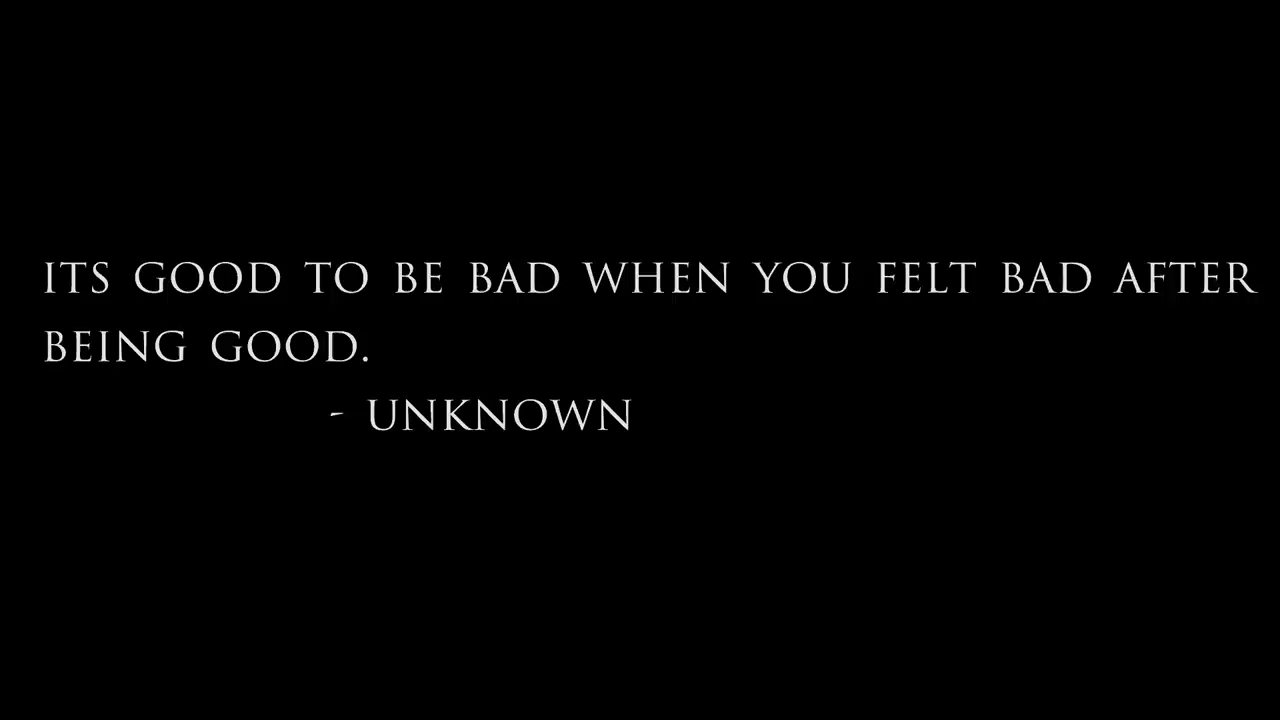 ITS GOOD TO BE BAD WHEN YOU FELT BAD AFTER
BEING GOOD.
- UNKNOWN